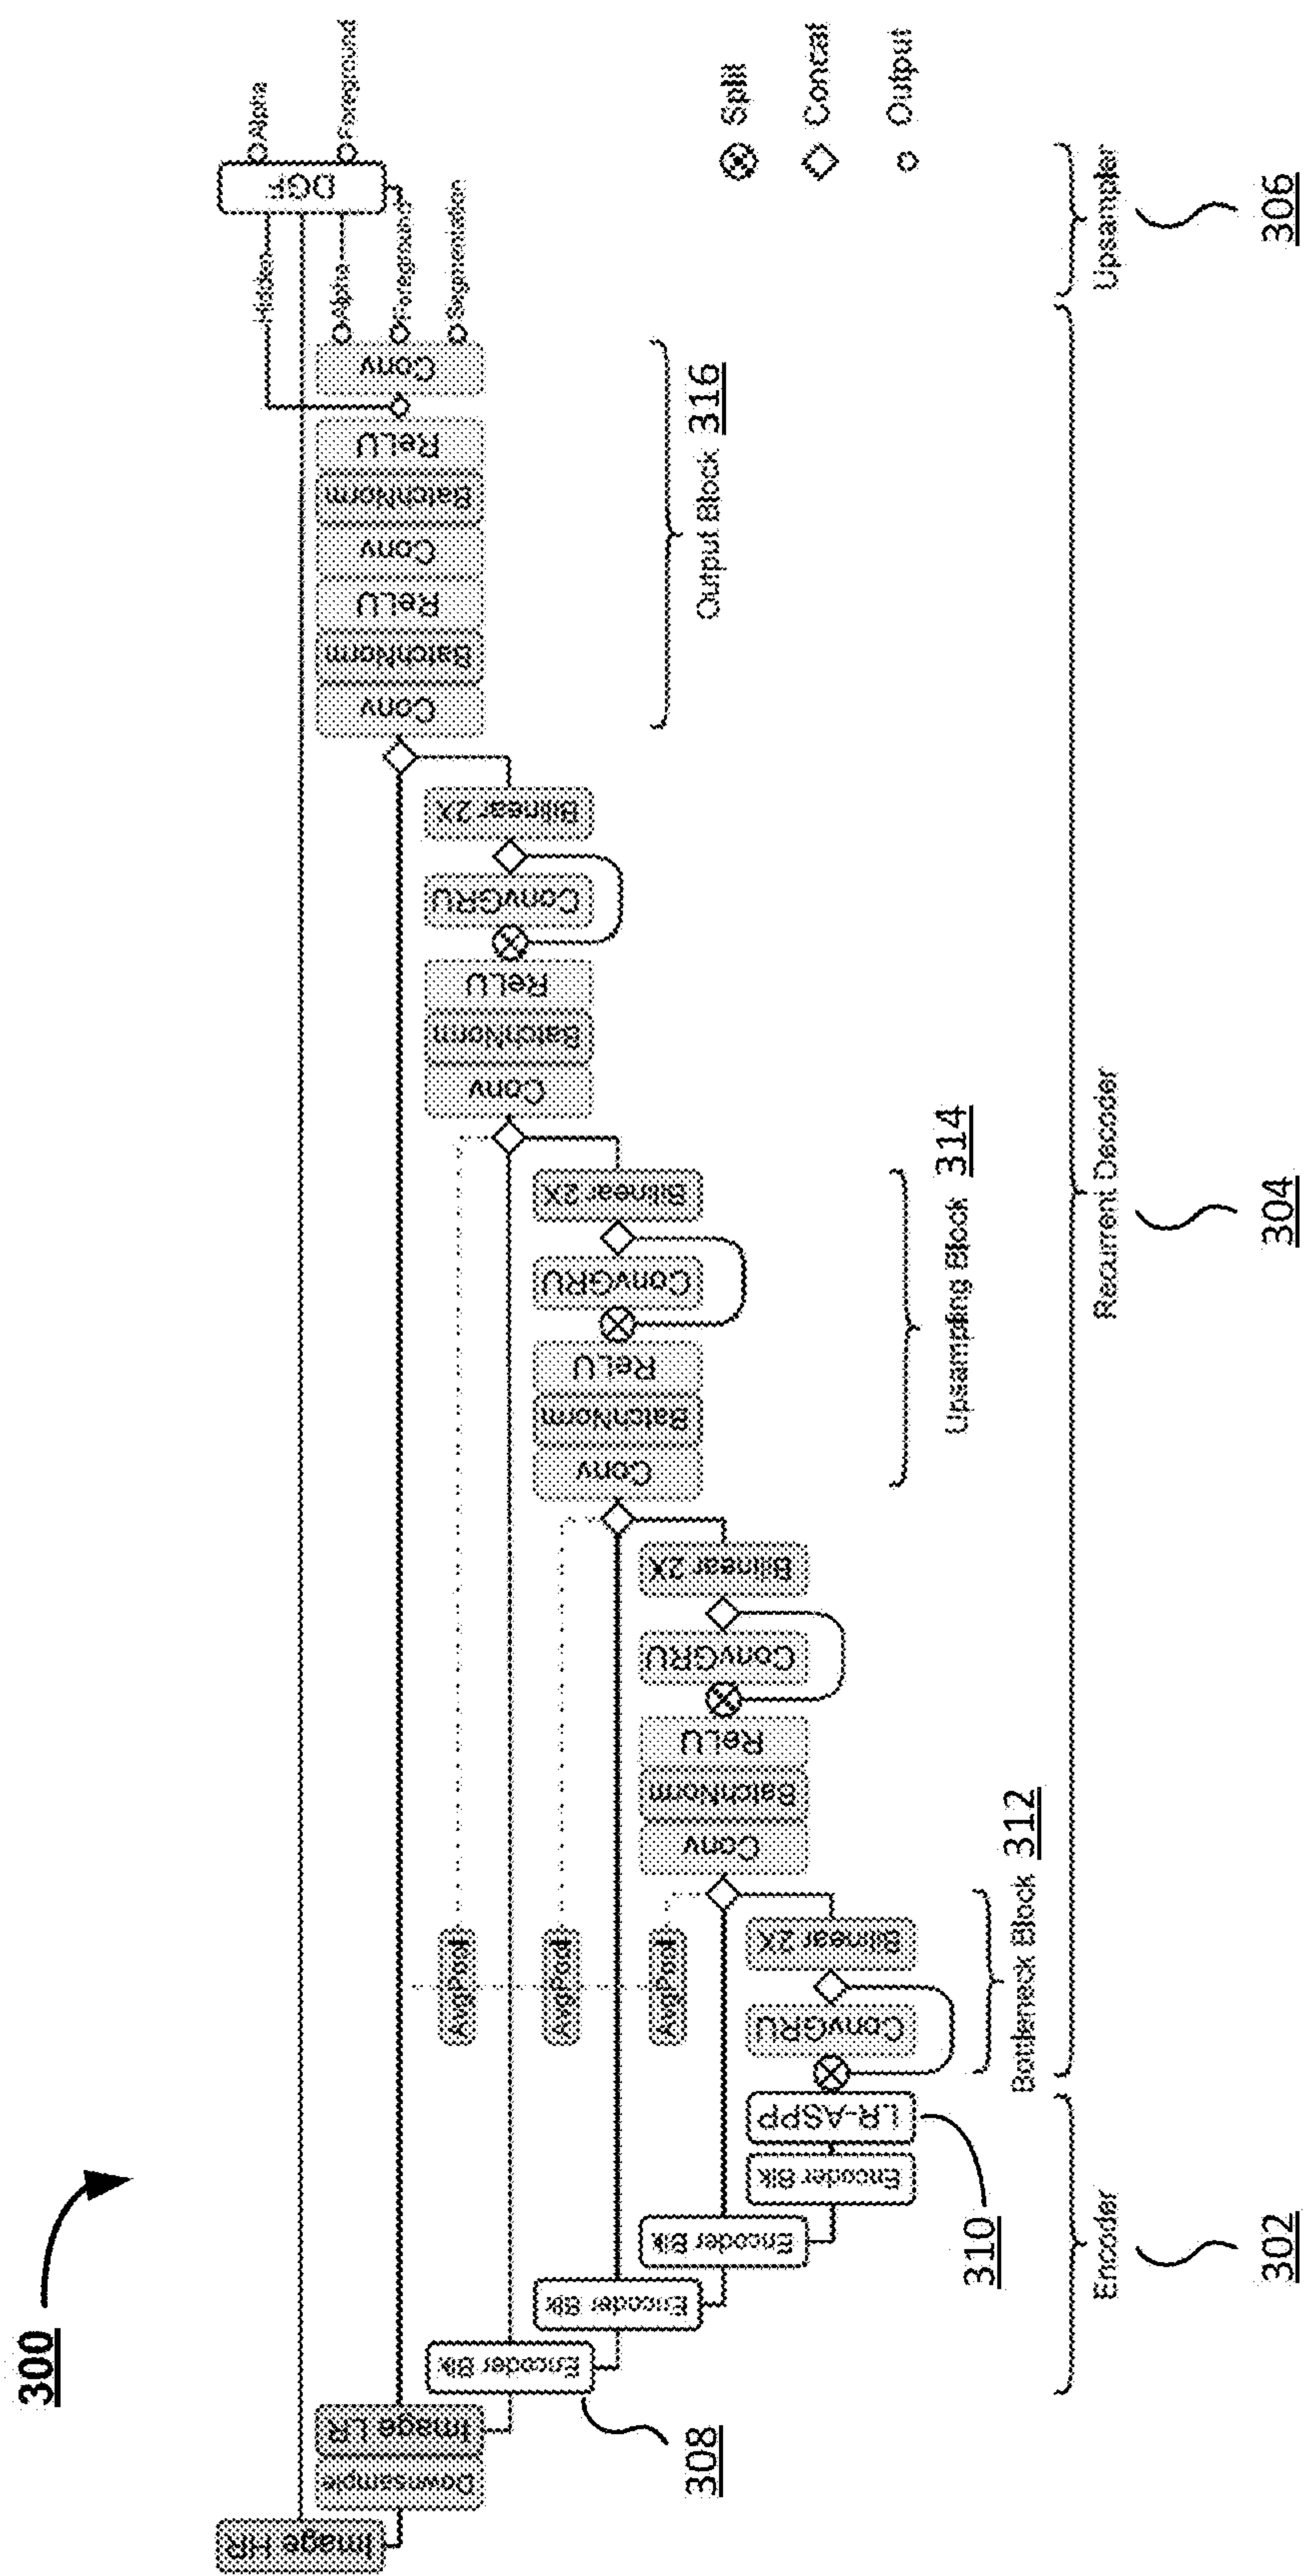 300
Image HR
Downsample
Image LR
Encoder Blk
308
Encoder Blk
Encoder Blk
Encoder Blk
LR-ASPP
310
AvgPool
AvgPool
AvgPool
ConvGRU
Bilinear 2X
Bottleneck Block 312
Conv
BatchNorm
ReLU
ConvGRU
Bilinear 2X
Conv
BatchNorm
ReLU
ConvGRU
Bilinear 2X
Upsampling Block 314
Conv
BatchNorm
ReLU
ConvGRU
Bilinear 2X
Conv
BatchNorm
ReLU
Conv
BatchNorm
ReLU
Conv
Output Block 316
Hidden
Alpha
Foreground
Segmentation
DGF
Alpha
Foreground
Split
Concat
Output
Encoder
302
Recurrent Decoder
304
Upsampler
306